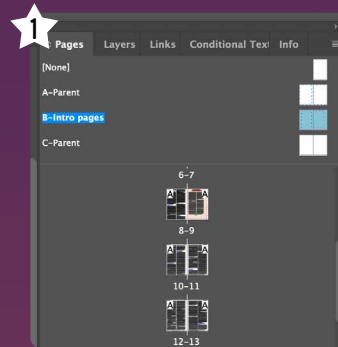 1
Pages Layers Links Conditional Text Info
[None]
A-Parent
B-Intro pages
C-Parent
6-7
A A
8-9
A A
10-11
A A
12-13